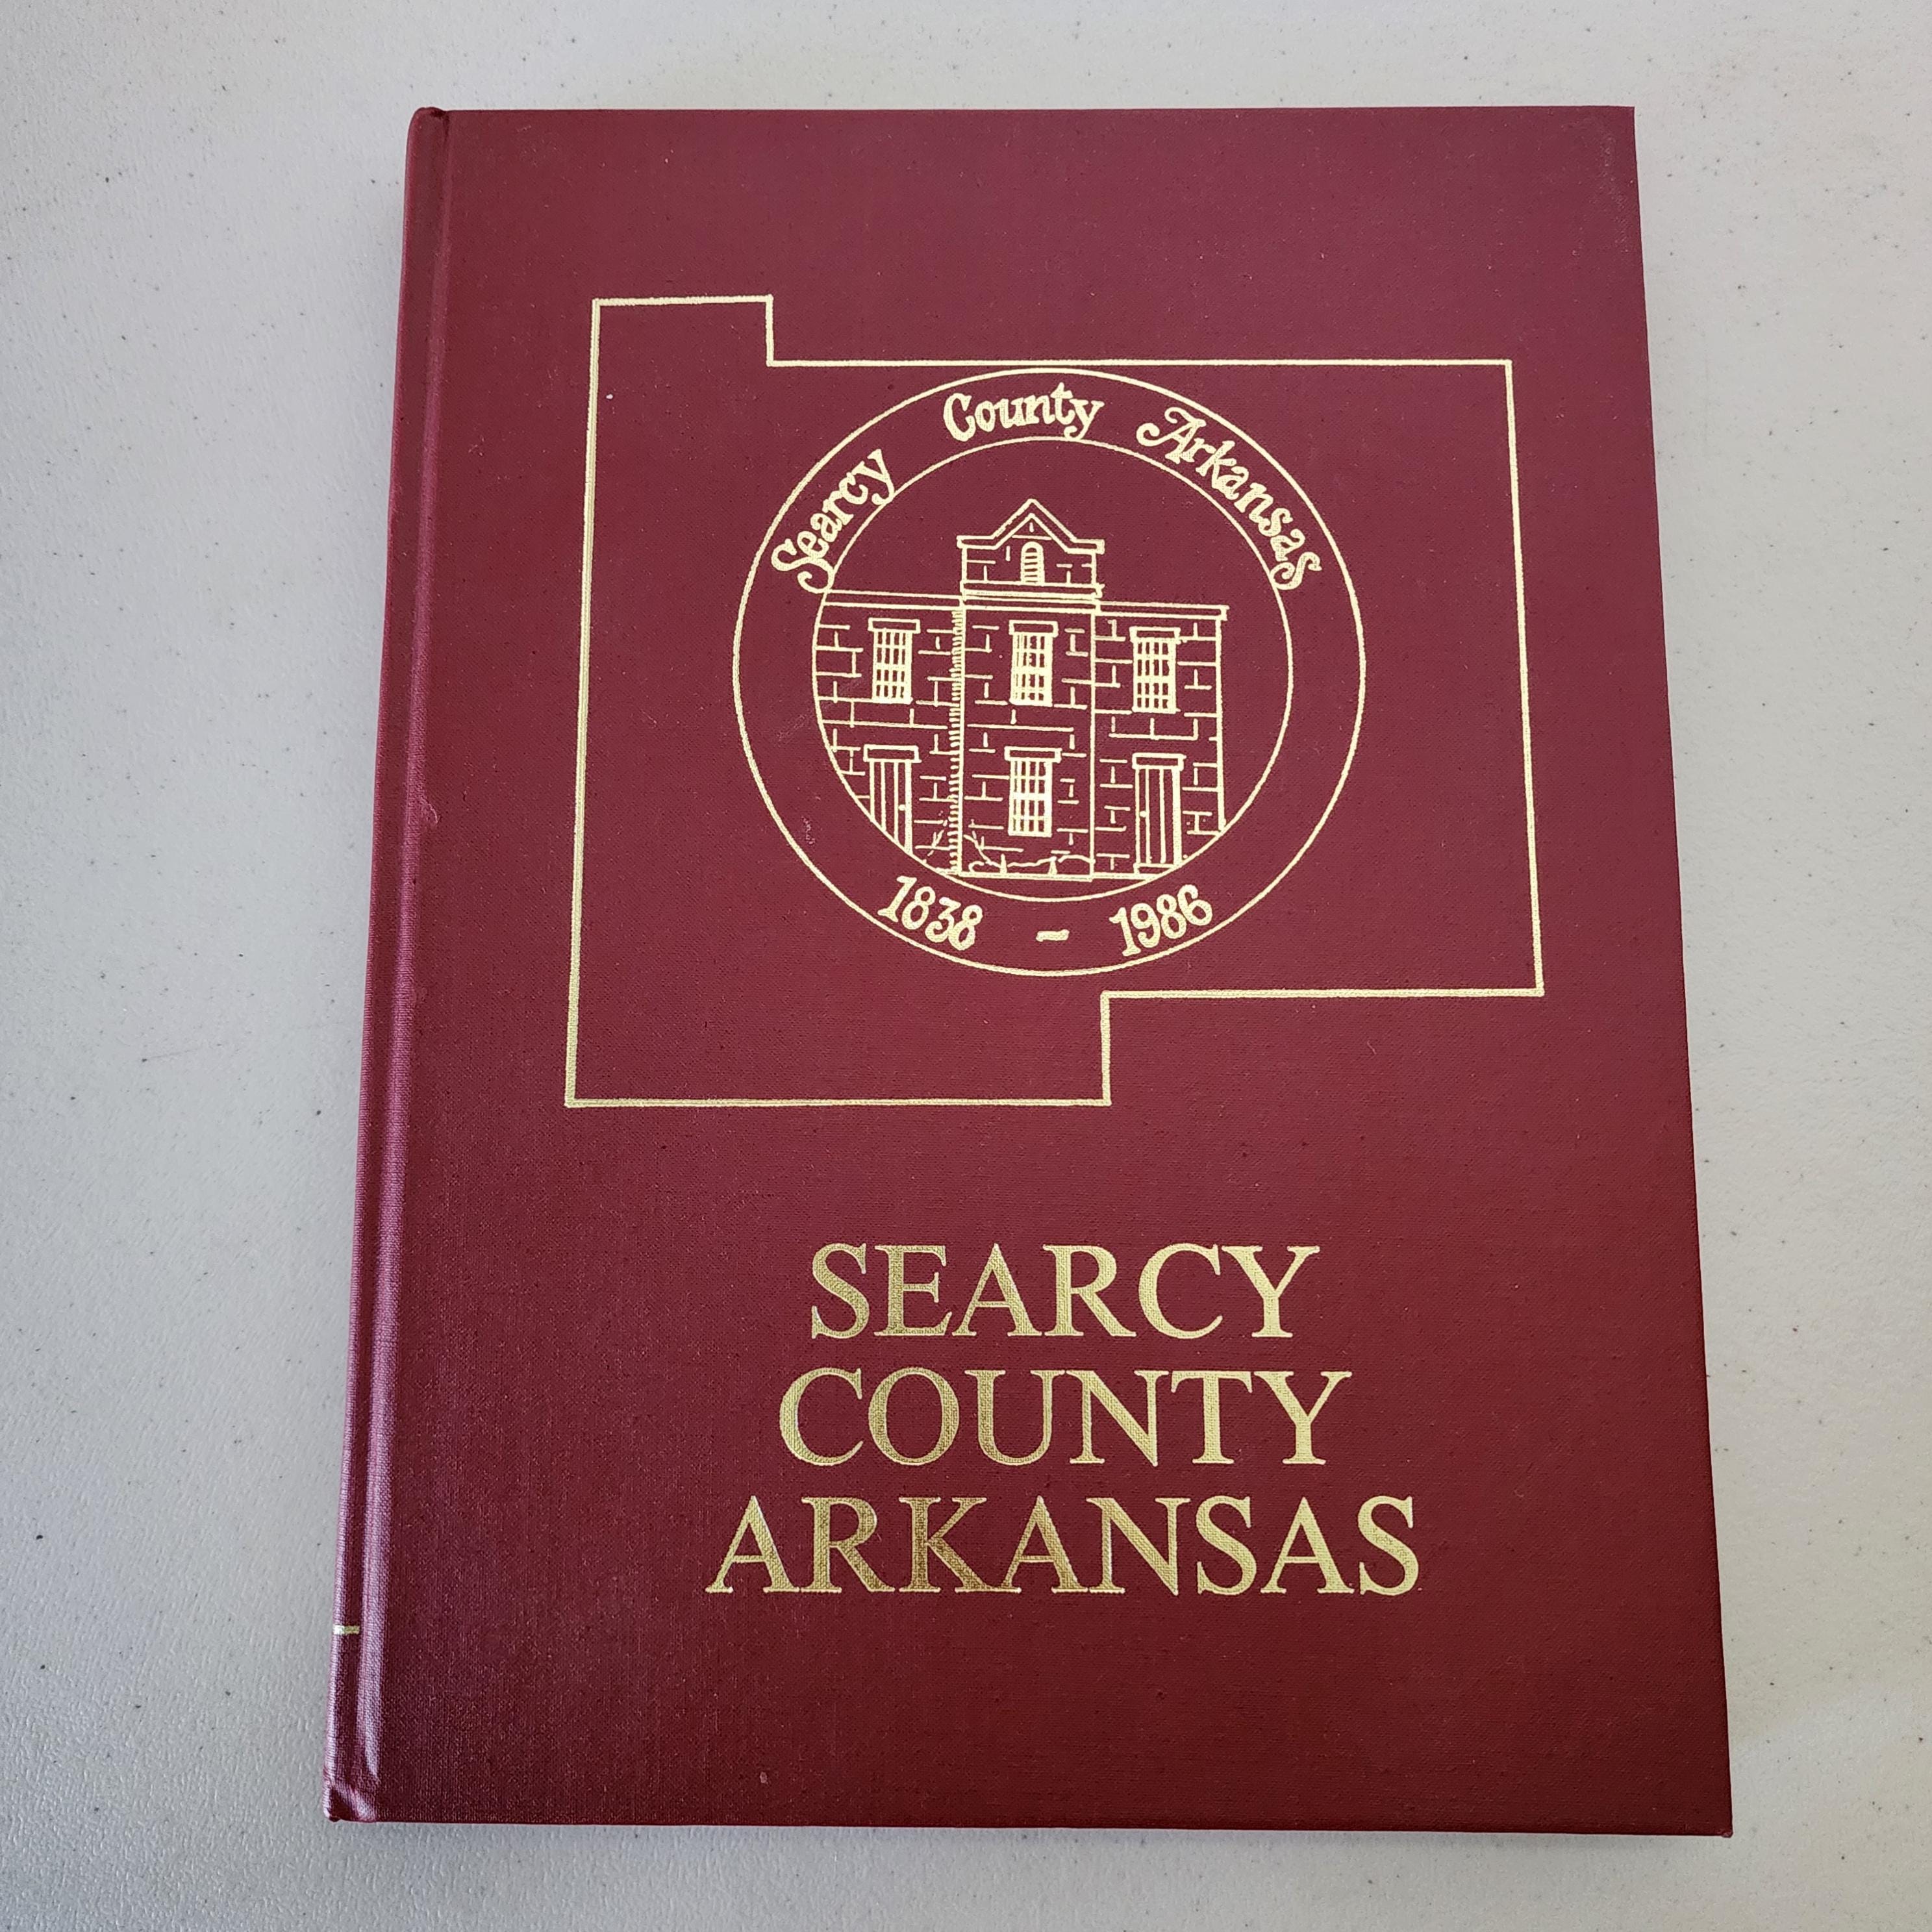 Searcy County Arkansas
1838 - 1986
SEARCY
COUNTY
ARKANSAS